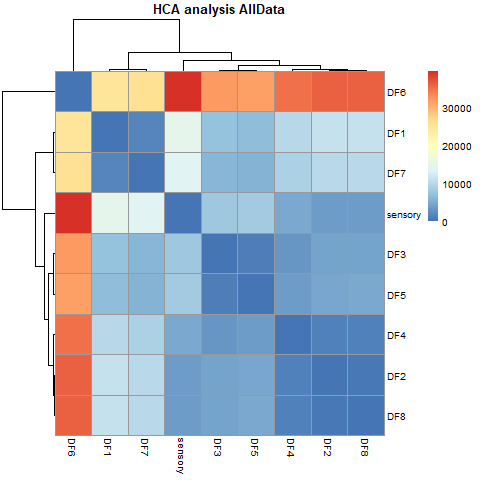 HCA analysis AllData
DF6
DF1
DF7
sensory
DF3
DF5
DF4
DF2
DF8
30000
20000
10000
0
DF6
DF1
DF7
sensory
DF3
DF5
DF4
DF2
DF8